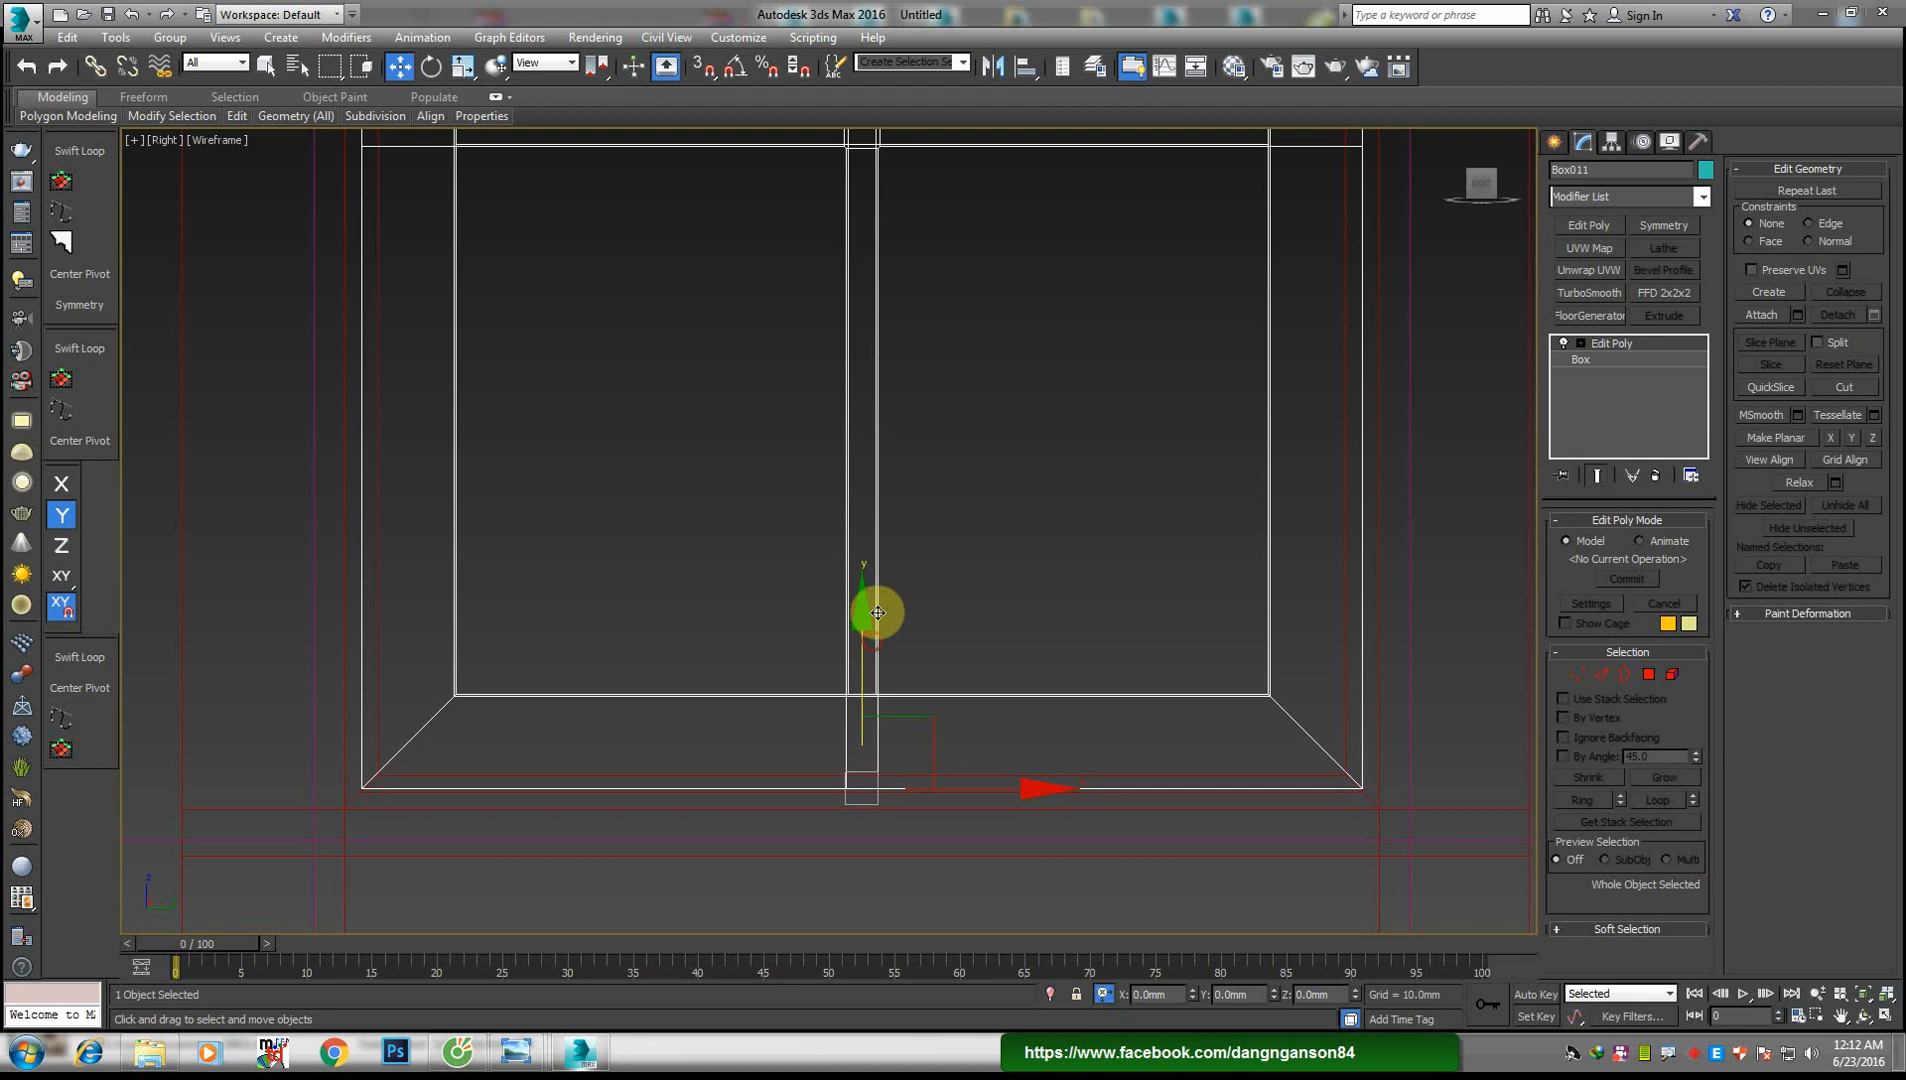 MAX
Workspace: Default
Autodesk 3ds Max 2016 Untitled
Type a keyword or phrase
Sign In
Edit Tools Group Views Create Modifiers Animation Graph Editors Rendering Civil View Customize Scripting Help
All
View
3
Create Selection Se
Modeling Freeform Selection Object Paint Populate
Polygon Modeling Modify Selection Edit Geometry (All) Subdivision Align Properties
[+] [Right] [Wireframe]
Swift Loop
Center Pivot
Symmetry
Swift Loop
Center Pivot
X
Y
Z
XY
XY
Swift Loop
Center Pivot
HF
RIGHT
y
z
Box011
Modifier List
Edit Poly Symmetry
UVW Map Lathe
Unwrap UVW Bevel Profile
TurboSmooth FFD 2x2x2
FloorGenerator Extrude
Edit Poly
Box
Edit Poly Mode
Model Animate
<No Current Operation>
Commit
Settings Cancel
Show Cage
Selection
Use Stack Selection
By Vertex
Ignore Backfacing
By Angle: 45.0
Shrink Grow
Ring Loop
Get Stack Selection
Preview Selection
Off SubObj Multi
Whole Object Selected
Soft Selection
Edit Geometry
Repeat Last
Constraints
None Edge
Face Normal
Preserve UVs
Create Collapse
Attach Detach
Slice Plane Split
Slice Reset Plane
QuickSlice Cut
MSmooth Tessellate
Make Planar X Y Z
View Align Grid Align
Relax
Hide Selected Unhide All
Hide Unselected
Named Selections:
Copy Paste
Delete Isolated Vertices
Paint Deformation
< 0 / 100 >
0 5 10 15 20 25 30 35 40 45 50 55 60 65 70 75 80 85 90 95 100
1 Object Selected
X: 0.0mm Y: 0.0mm Z: 0.0mm Grid = 10.0mm
Auto Key Selected
Welcome to M
Click and drag to select and move objects
Add Time Tag
Set Key Key Filters... 0
Ps
MAX
https://www.facebook.com/dangnganson84
12:12 AM
6/23/2016